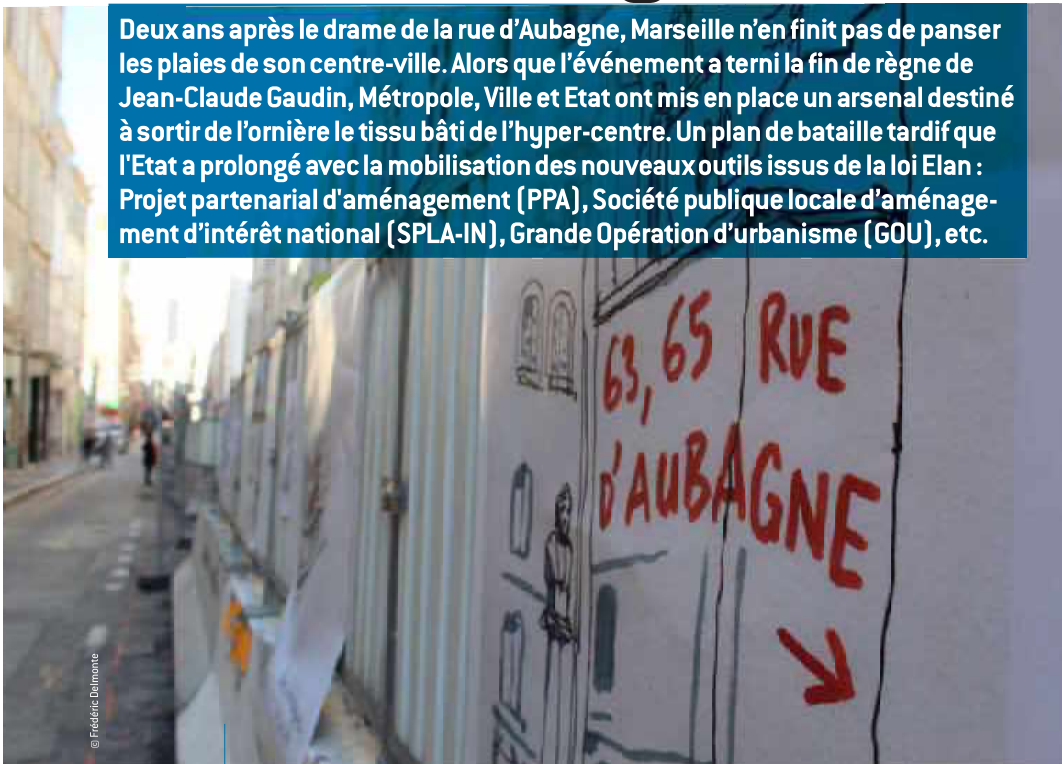 Deux ans après le drame de la rue d’Aubagne, Marseille n’en finit pas de panser
les plaies de son centre-ville. Alors que l’événement a terni la fin de règne de
Jean-Claude Gaudin, Métropole, Ville et Etat ont mis en place un arsenal destiné
à sortir de l’ornière le tissu bâti de l’hyper-centre. Un plan de bataille tardif que
l'Etat a prolongé avec la mobilisation des nouveaux outils issus de la loi Elan :
Projet partenarial d'aménagement (PPA), Société publique locale d’aménage-
ment d’intérêt national (SPLA-IN), Grande Opération d’urbanisme (GOU), etc.
63, 65 RUE
D'AUBAGNE
© Frédéric Delmonte